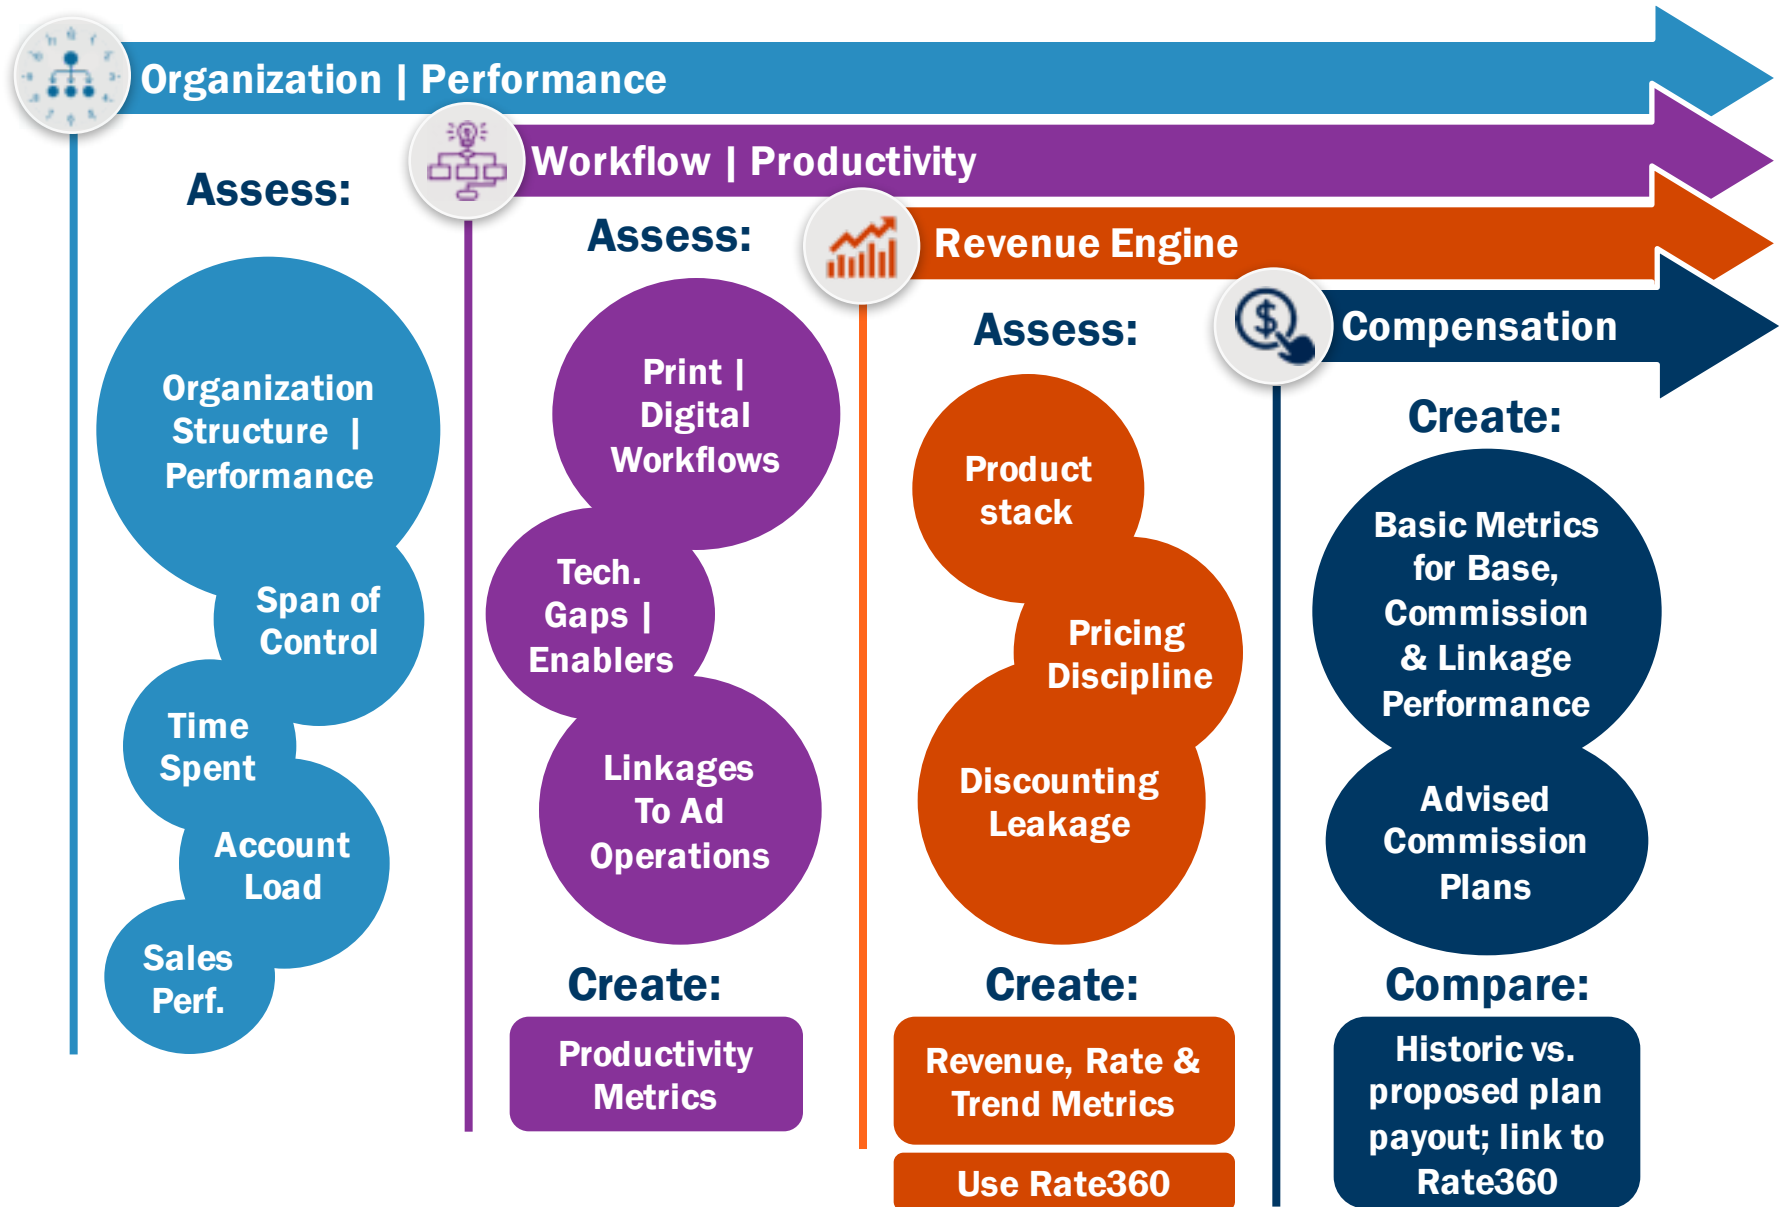 Organization | Performance
Workflow | Productivity
Revenue Engine
Compensation
Assess:
Organization
Structure |
Performance
Span of
Control
Time
Spent
Account
Load
Sales
Perf.
Assess:
Print |
Digital
Workflows
Tech.
Gaps |
Enablers
Linkages
To Ad
Operations
Create:
Productivity
Metrics
Assess:
Product
stack
Pricing
Discipline
Discounting
Leakage
Create:
Revenue, Rate &
Trend Metrics
Use Rate360
Create:
Basic Metrics
for Base,
Commission
& Linkage
Performance
Advised
Commission
Plans
Compare:
Historic vs.
proposed plan
payout; link to
Rate360